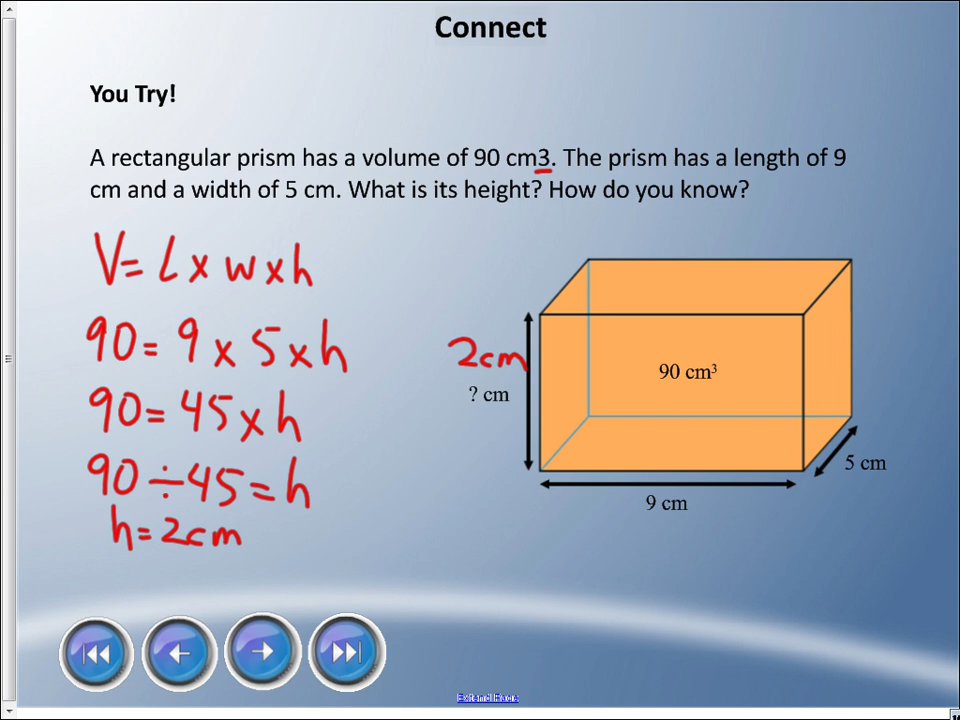 Connect
You Try!
A rectangular prism has a volume of 90 cm3. The prism has a length of 9
cm and a width of 5 cm. What is its height? How do you know?
V= l x w x h
90 = 9 x 5 x h
90 = 45 x h
90 ÷ 45 = h
h = 2cm
2cm
? cm
90 cm³
5 cm
9 cm
Extend Page